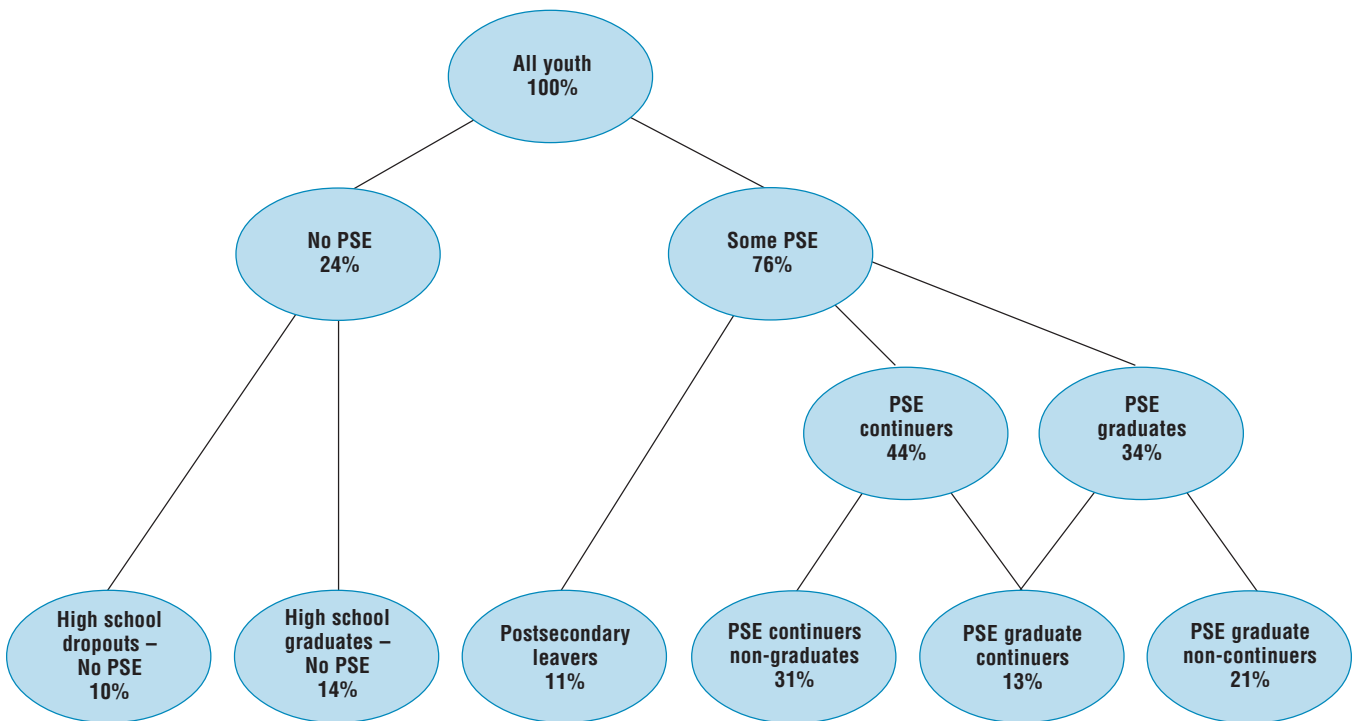 All youth
100%
No PSE
24%
Some PSE
76%
PSE
continuers
44%
PSE
graduates
34%
High school
dropouts –
No PSE
10%
High school
graduates –
No PSE
14%
Postsecondary
leavers
11%
PSE continuers
non-graduates
31%
PSE graduate
continuers
13%
PSE graduate
non-continuers
21%